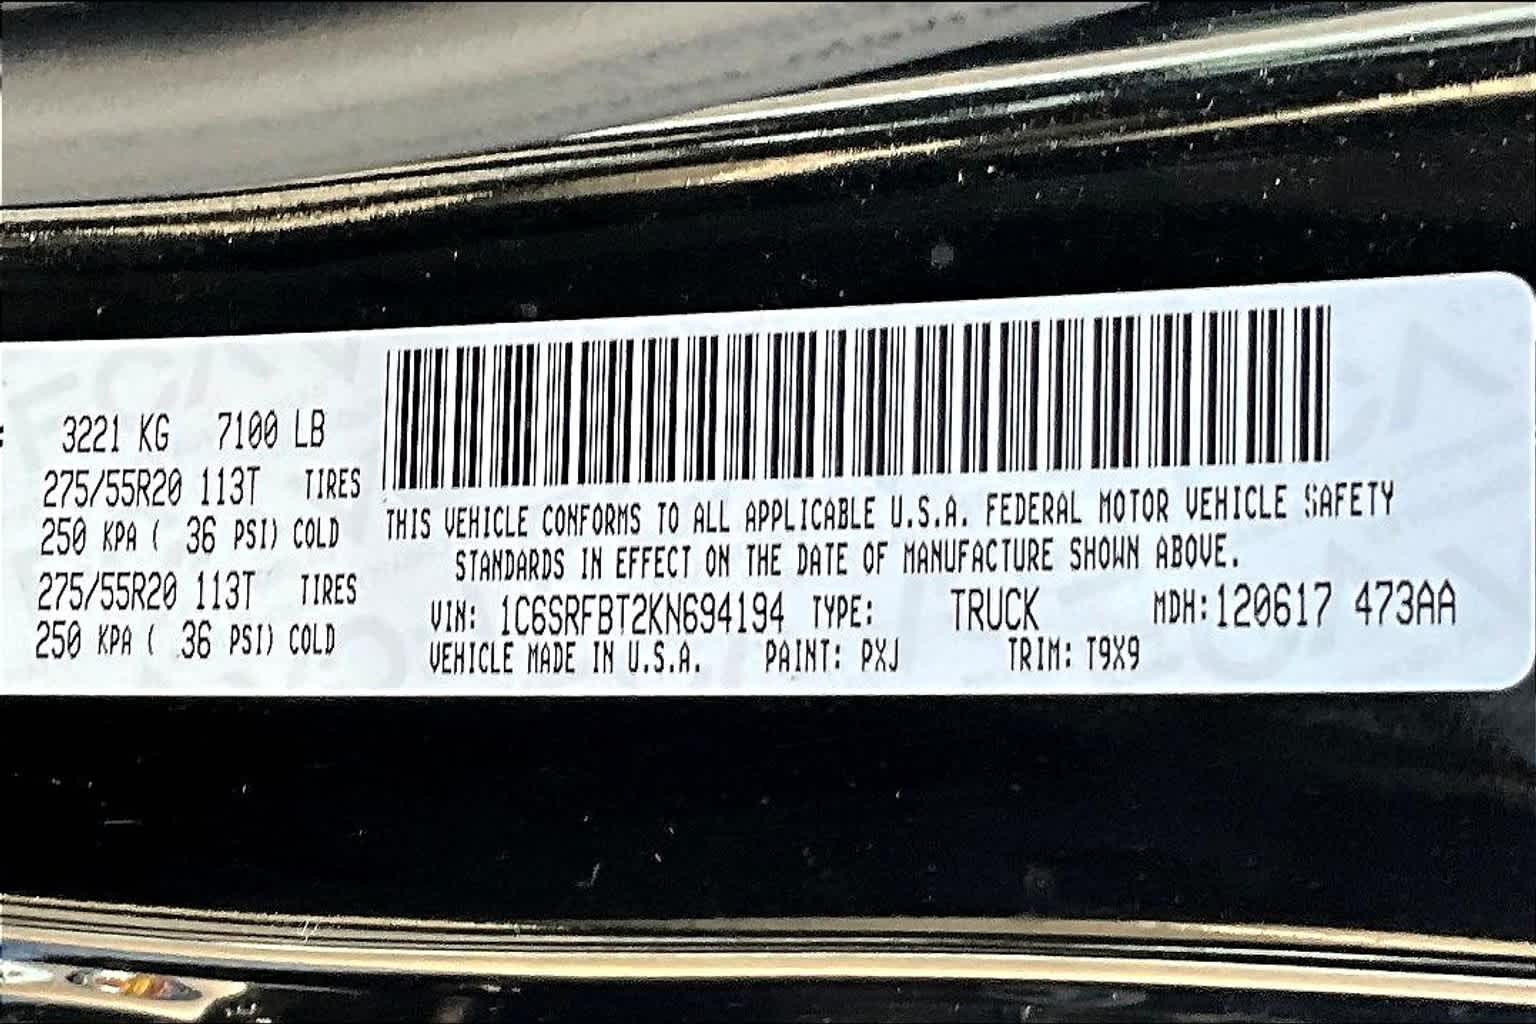 : 3221 KG 7100 LB
275/55R20 113T TIRES
250 KPA ( 36 PSI) COLD
275/55R20 113T TIRES
250 KPA ( 36 PSI) COLD
THIS VEHICLE CONFORMS TO ALL APPLICABLE U.S.A. FEDERAL MOTOR VEHICLE SAFETY
STANDARDS IN EFFECT ON THE DATE OF MANUFACTURE SHOWN ABOVE.
VIN: 1C6SRFBT2KN694194 TYPE: TRUCK MDH:120617 473AA
VEHICLE MADE IN U.S.A. PAINT: PXJ TRIM: T9X9